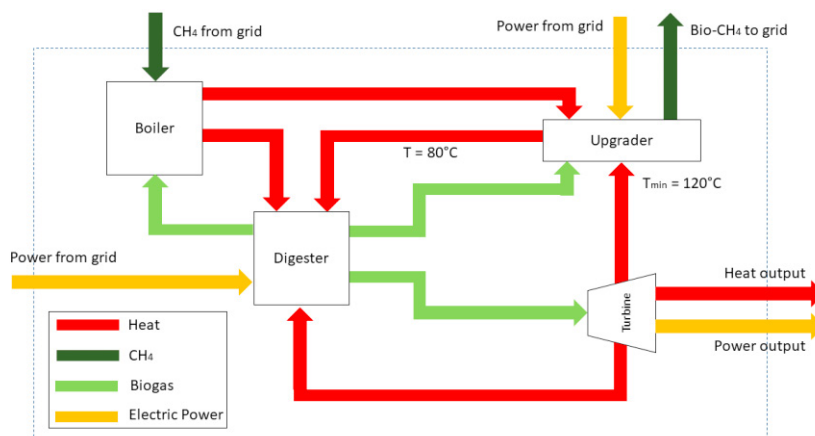 CH₄ from grid
Power from grid
Bio-CH₄ to grid
Boiler
Upgrader
T = 80°C
Tmin = 120°C
Digester
Power from grid
Heat output
Turbine
Power output
Heat
CH₄
Biogas
Electric Power